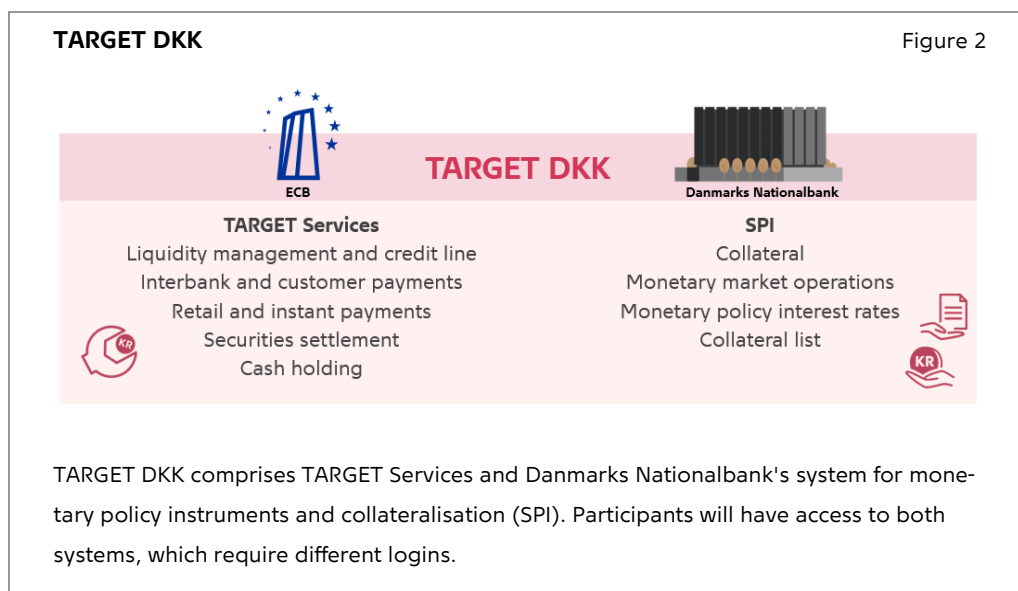 TARGET DKK
Figure 2
TARGET DKK
ECB
Danmarks Nationalbank
TARGET Services
Liquidity management and credit line
Interbank and customer payments
Retail and instant payments
Securities settlement
Cash holding
KR
SPI
Collateral
Monetary market operations
Monetary policy interest rates
Collateral list
KR
TARGET DKK comprises TARGET Services and Danmarks Nationalbank's system for mone-
tary policy instruments and collateralisation (SPI). Participants will have access to both
systems, which require different logins.